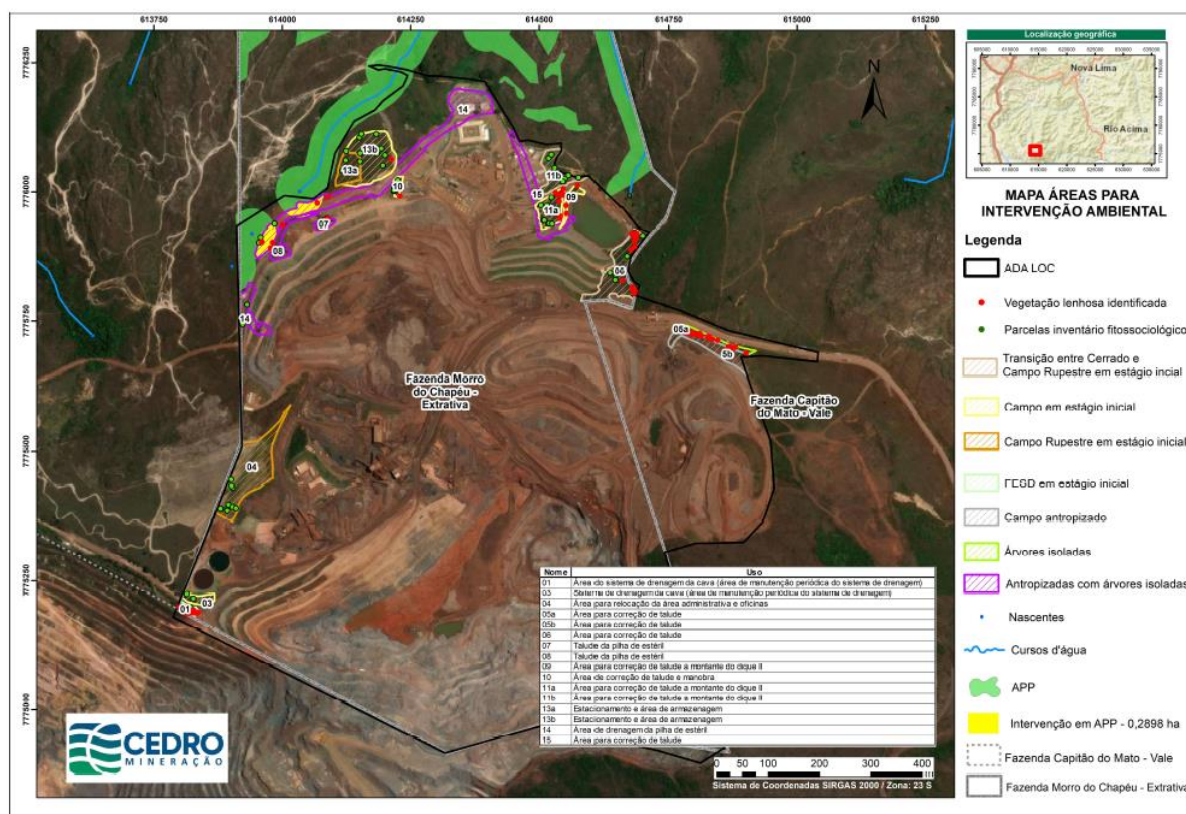 613750 614000 614250 614500 614750 615000 615250
7776250
7776000
7775750
7775250
N
14
13b
13a
10
11b
15
09
11a
07
08
06
14
05a
5b
Fazenda Morro
do Chapéu -
Extrativa
Fazenda Capitão
do Mato - Vale
04
01
03
Nome Uso
01 Área do sistema de drenagem da cava (área de manutenção periódica do sistema de drenagem)
03 Sistema de drenagem da cava (área de manutenção periódica do sistema de drenagem)
04 Área para relocação da área administrativa e oficinas
05a Área para correção de talude
05b Área para correção de talude
06 Área para correção de talude
07 Talude da pilha de estéril
08 Talude da pilha de estéril
09 Área para correção de talude a montante do dique II
10 Área de correção de talude e manobra
11a Área para correção de talude a montante do dique II
11b Área para correção de talude a montante do dique II
13a Estacionamento e área de armazenagem
13b Estacionamento e área de armazenagem
14 Área de drenagem da pilha de estéril
15 Área para correção de talude
0 50 100 200 300 400
m
Sistema de Coordenadas SIRGAS 2000 / Zona: 23 S
CEDRO
MINERAÇÃO
Localização geográfica
Nova Lima
Rio Acima
MAPA ÁREAS PARA
INTERVENÇÃO AMBIENTAL
Legenda
ADA LOC
Vegetação lenhosa identificada
Parcelas inventário fitossociológico
Transição entre Cerrado e
Campo Rupestre em estágio incial
Campo em estágio inicial
Campo Rupestre em estágio inicial
FESD em estágio inicial
Campo antropizado
Árvores isoladas
Antropizadas com árvores isoladas
Nascentes
Cursos d'água
APP
Intervenção em APP - 0,2898 ha
Fazenda Capitão do Mato - Vale
Fazenda Morro do Chapéu - Extrativa